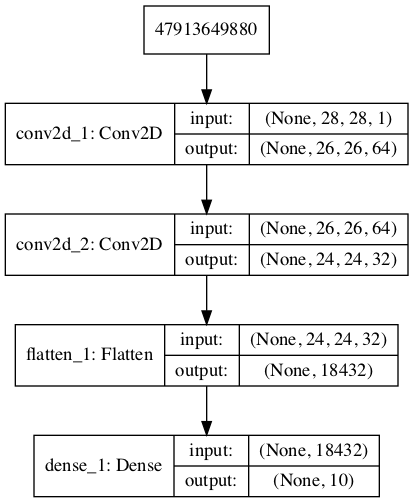 47913649880
conv2d_1: Conv2D
input:
(None, 28, 28, 1)
output:
(None, 26, 26, 64)
conv2d_2: Conv2D
input:
(None, 26, 26, 64)
output:
(None, 24, 24, 32)
flatten_1: Flatten
input:
(None, 24, 24, 32)
output:
(None, 18432)
dense_1: Dense
input:
(None, 18432)
output:
(None, 10)